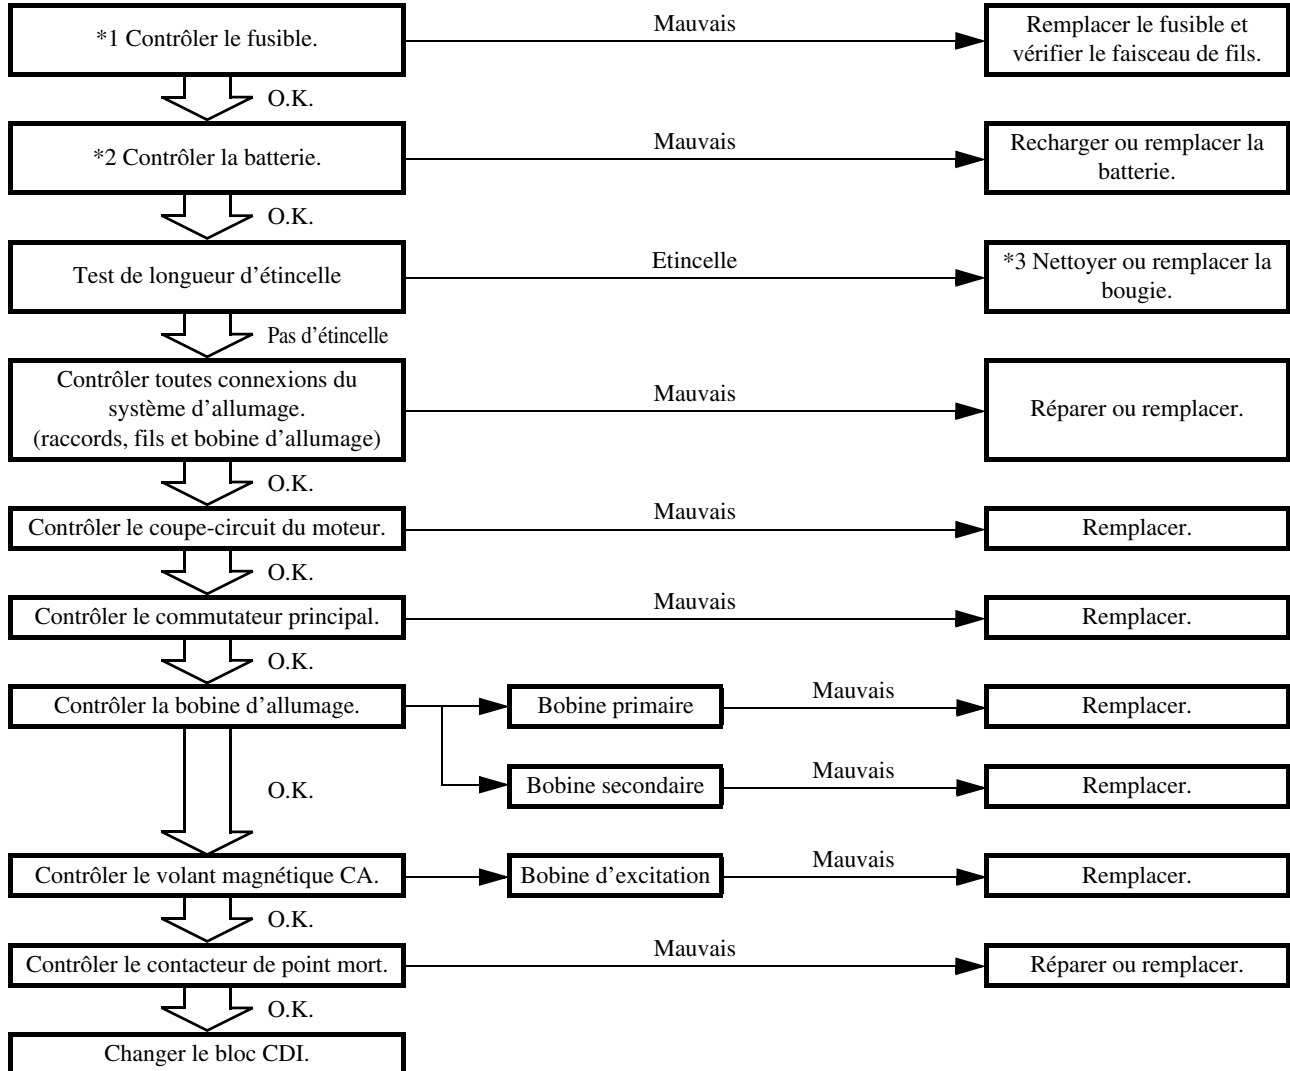 *1 Contrôler le fusible.
Mauvais
Remplacer le fusible et
vérifier le faisceau de fils.
O.K.
*2 Contrôler la batterie.
Mauvais
Recharger ou remplacer la
batterie.
O.K.
Test de longueur d’étincelle
Etincelle
*3 Nettoyer ou remplacer la
bougie.
Pas d’étincelle
Contrôler toutes connexions du
système d’allumage.
(raccords, fils et bobine d’allumage)
Mauvais
Réparer ou remplacer.
O.K.
Contrôler le coupe-circuit du moteur.
Mauvais
Remplacer.
O.K.
Contrôler le commutateur principal.
Mauvais
Remplacer.
O.K.
Contrôler la bobine d’allumage.
Bobine primaire
Mauvais
Remplacer.
Bobine secondaire
Mauvais
Remplacer.
O.K.
Contrôler le volant magnétique CA.
Bobine d’excitation
Mauvais
Remplacer.
O.K.
Contrôler le contacteur de point mort.
Mauvais
Réparer ou remplacer.
O.K.
Changer le bloc CDI.